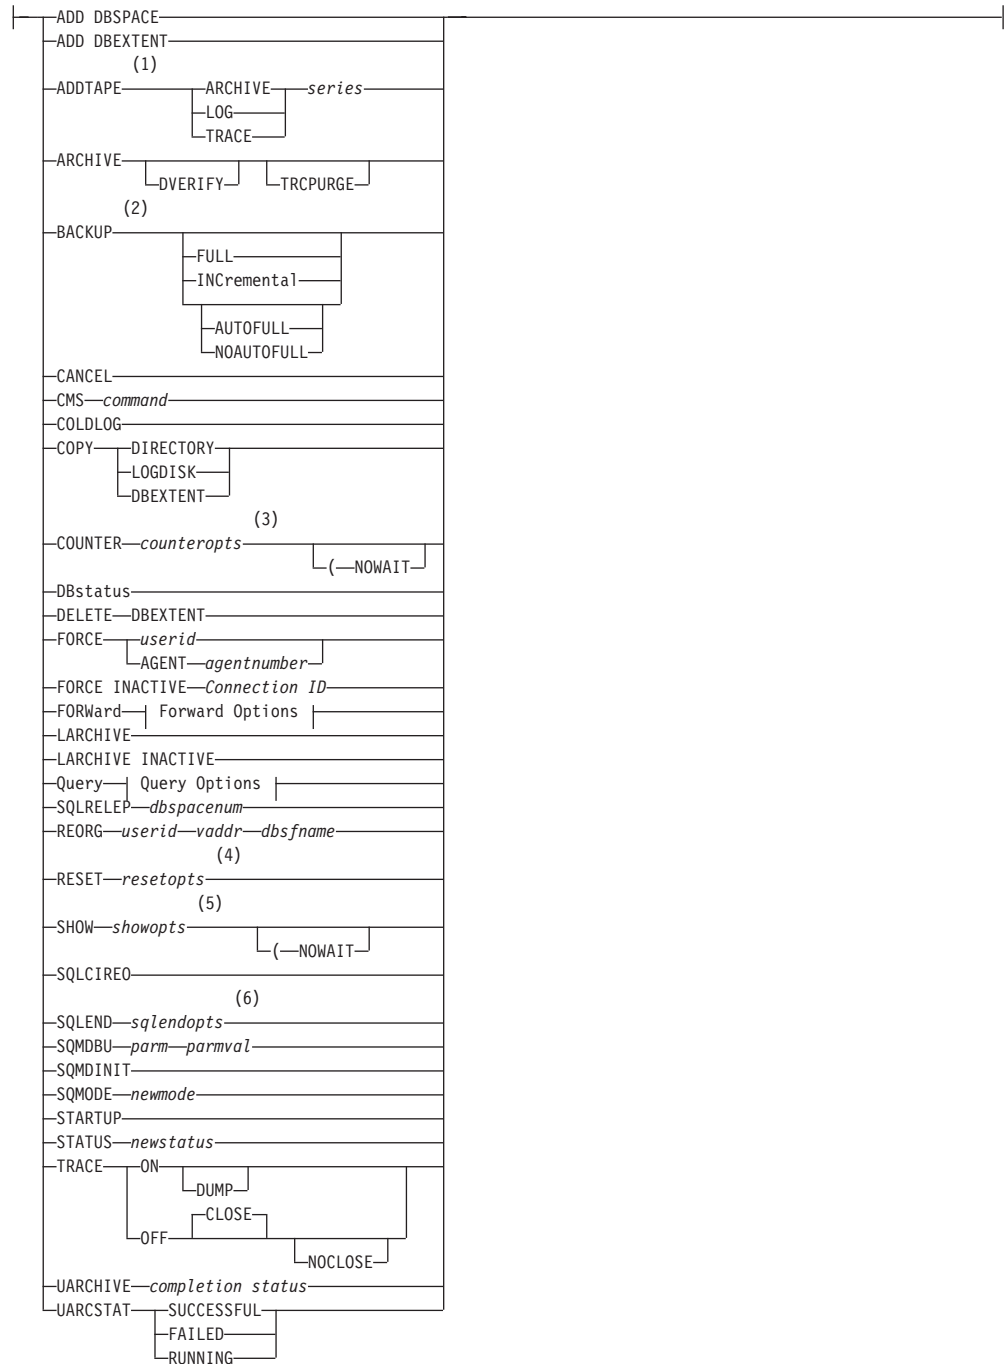 ADD DBSPACE
ADD DBEXTENT
(1)
ADDTAPE ARCHIVE series
LOG
TRACE
ARCHIVE
DVERIFY TRCPURGE
(2)
BACKUP
FULL
INCremental
AUTOFULL
NOAUTOFULL
CANCEL
CMS command
COLDLOG
COPY DIRECTORY
LOGDISK
DBEXTENT
(3)
COUNTER counteropts
( NOWAIT
DBstatus
DELETE DBEXTENT
FORCE userid
AGENT agentnumber
FORCE INACTIVE Connection ID
FORWard Forward Options
LARCHIVE
LARCHIVE INACTIVE
Query Query Options
SQLRELEP dbspacenum
REORG userid vaddr dbsfname
(4)
RESET resetopts
(5)
SHOW showopts
( NOWAIT
SQLCIREO
(6)
SQLEND sqlendopts
SQMDBU parm parmval
SQMDINIT
SQMODE newmode
STARTUP
STATUS newstatus
TRACE ON
DUMP
CLOSE
OFF
NOCLOSE
UARCHIVE completion status
UARCSTAT SUCCESSFUL
FAILED
RUNNING